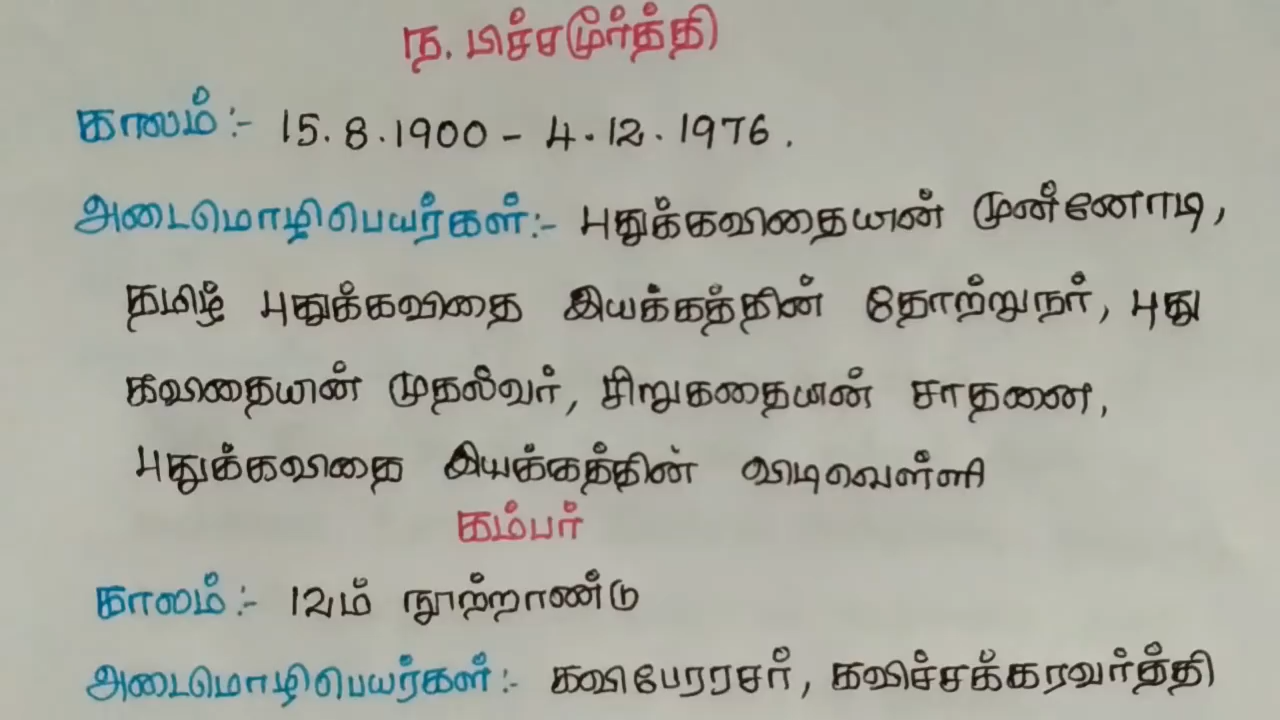 ந. பிச்சமூர்த்தி
காலம் :- 15.8.1900 - 4.12.1976.
அடைமொழிபெயர்கள் :- புதுக்கவிதையின் முன்னோடி,
தமிழ் புதுக்கவிதை இயக்கத்தின் தோற்றுநர், புது
கவிதையின் முதல்வர், சிறுகதையின் சாதனை,
புதுக்கவிதை இயக்கத்தின் விடிவெள்ளி
கம்பர்
காலம் :- 12ம் நூற்றாண்டு
அடைமொழிபெயர்கள் :- கவிபேரரசர், கவிச்சக்கரவர்த்தி